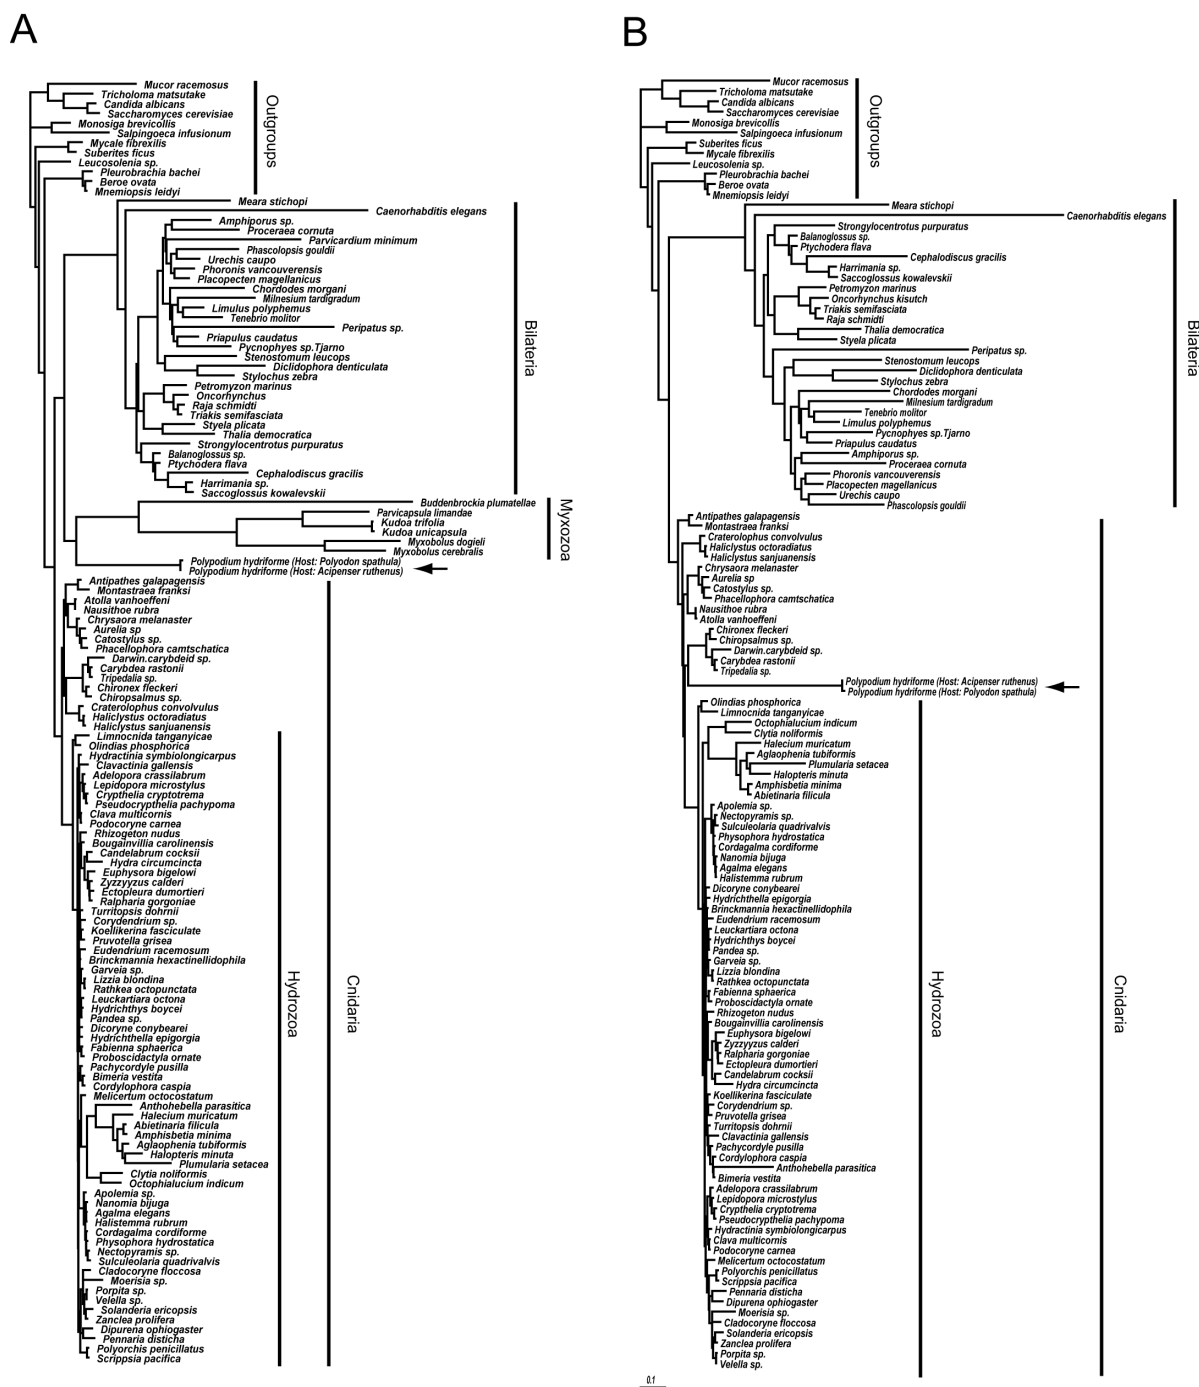 A
Mucor racemosus
Tricholoma matsutake
Candida albicans
Saccharomyces cerevisiae
Monosiga brevicollis
Salpingoeca infusionum
Mycale fibrexilis
Suberites ficus
Leucosolenia sp.
Pleurobrachia bachei
Beroe ovata
Mnemiopsis leidyi
Outgroups
Meara stichopi
Caenorhabditis elegans
Amphiporus sp.
Proceraea cornuta
Parvicardium minimum
Phascolopsis gouldii
Urechis caupo
Phoronis vancouverensis
Placopecten magellanicus
Chordodes morgani
Milnesium tardigradum
Limulus polyphemus
Tenebrio molitor
Peripatus sp.
Priapulus caudatus
Pycnophyes sp.Tjarno
Stenostomum leucops
Diclidophora denticulata
Stylochus zebra
Petromyzon marinus
Oncorhynchus
Raja schmidti
Triakis semifasciata
Styela plicata
Thalia democratica
Strongylocentrotus purpuratus
Balanoglossus sp.
Ptychodera flava
Cephalodiscus gracilis
Harrimania sp.
Saccoglossus kowalevskii
Bilateria
Buddenbrockia plumatellae
Parvicapsula limandae
Kudoa trifolia
Kudoa unicapsula
Myxobolus dogieli
Myxobolus cerebralis
Myxozoa
Polypodium hydriforme (Host: Polyodon spathula)
Polypodium hydriforme (Host: Acipenser ruthenus)
Antipathes galapagensis
Montastraea franksi
Atolla vanhoeffeni
Nausithoe rubra
Chrysaora melanaster
Aurelia sp
Catostylus sp.
Phacellophora camtschatica
Darwin.carybdeid sp.
Carybdea rastonii
Tripedalia sp.
Chironex fleckeri
Chiropsalmus sp.
Craterolophus convolvulus
Haliclystus octoradiatus
Haliclystus sanjuanensis
Limnocnida tanganyicae
Olindias phosphorica
Hydractinia symbiolongicarpus
Clavactinia gallensis
Adelopora crassilabrum
Lepidopora microstylus
Crypthelia cryptotrema
Pseudocrypthelia pachypoma
Clava multicornis
Podocoryne carnea
Rhizogeton nudus
Bougainvillia carolinensis
Candelabrum cocksii
Hydra circumcincta
Euphysora bigelowi
Zyzzyyzus calderi
Ectopleura dumortieri
Ralpharia gorgoniae
Turritopsis dohrnii
Corydendrium sp.
Koellikerina fasciculate
Pruvotella grisea
Eudendrium racemosum
Brinckmannia hexactinellidophila
Garveia sp.
Lizzia blondina
Rathkea octopunctata
Leuckartiara octona
Hydrichthys boycei
Pandea sp.
Dicoryne conybearei
Hydrichthella epigorgia
Fabienna sphaerica
Proboscidactyla ornate
Pachycordyle pusilla
Bimeria vestita
Cordylophora caspia
Melicertum octocostatum
Anthohebella parasitica
Halecium muricatum
Abietinaria filicula
Amphisbetia minima
Aglaophenia tubiformis
Halopteris minuta
Plumularia setacea
Clytia noliformis
Octophialucium indicum
Apolemia sp.
Nanomia bijuga
Agalma elegans
Halistemma rubrum
Cordagalma cordiforme
Physophora hydrostatica
Nectopyramis sp.
Sulculeolaria quadrivalvis
Cladocoryne floccosa
Moerisia sp.
Porpita sp.
Velella sp.
Solanderia ericopsis
Zanclea prolifera
Dipurena ophiogaster
Pennaria disticha
Polyorchis penicillatus
Scrippsia pacifica
Hydrozoa
Cnidaria
B
Mucor racemosus
Tricholoma matsutake
Candida albicans
Saccharomyces cerevisiae
Monosiga brevicollis
Salpingoeca infusionum
Suberites ficus
Mycale fibrexilis
Leucosolenia sp.
Pleurobrachia bachei
Beroe ovata
Mnemiopsis leidyi
Outgroups
Meara stichopi
Caenorhabditis elegans
Strongylocentrotus purpuratus
Balanoglossus sp.
Ptychodera flava
Cephalodiscus gracilis
Harrimania sp.
Saccoglossus kowalevskii
Petromyzon marinus
Oncorhynchus kisutch
Triakis semifasciata
Raja schmidti
Thalia democratica
Styela plicata
Peripatus sp.
Stenostomum leucops
Diclidophora denticulata
Stylochus zebra
Chordodes morgani
Milnesium tardigradum
Tenebrio molitor
Limulus polyphemus
Pycnophyes sp.Tjarno
Priapulus caudatus
Amphiporus sp.
Proceraea cornuta
Phoronis vancouverensis
Placopecten magellanicus
Urechis caupo
Phascolopsis gouldii
Bilateria
Antipathes galapagensis
Montastraea franksi
Craterolophus convolvulus
Haliclystus octoradiatus
Haliclystus sanjuanensis
Chrysaora melanaster
Aurelia sp
Catostylus sp.
Phacellophora camtschatica
Nausithoe rubra
Atolla vanhoeffeni
Chironex fleckeri
Chiropsalmus sp.
Darwin.carybdeid sp.
Carybdea rastonii
Tripedalia sp.
Polypodium hydriforme (Host: Acipenser ruthenus)
Polypodium hydriforme (Host: Polyodon spathula)
Olindias phosphorica
Limnocnida tanganyicae
Octophialucium indicum
Clytia noliformis
Halecium muricatum
Aglaophenia tubiformis
Plumularia setacea
Halopteris minuta
Amphisbetia minima
Abietinaria filicula
Apolemia sp.
Nectopyramis sp.
Sulculeolaria quadrivalvis
Physophora hydrostatica
Cordagalma cordiforme
Nanomia bijuga
Agalma elegans
Halistemma rubrum
Dicoryne conybearei
Hydrichthella epigorgia
Brinckmannia hexactinellidophila
Eudendrium racemosum
Leuckartiara octona
Hydrichthys boycei
Pandea sp.
Garveia sp.
Lizzia blondina
Rathkea octopunctata
Fabienna sphaerica
Proboscidactyla ornate
Rhizogeton nudus
Bougainvillia carolinensis
Euphysora bigelowi
Zyzzyyzus calderi
Ralpharia gorgoniae
Ectopleura dumortieri
Candelabrum cocksii
Hydra circumcincta
Koellikerina fasciculate
Corydendrium sp.
Pruvotella grisea
Turritopsis dohrnii
Clavactinia gallensis
Pachycordyle pusilla
Cordylophora caspia
Anthohebella parasitica
Bimeria vestita
Adelopora crassilabrum
Lepidopora microstylus
Crypthelia cryptotrema
Pseudocrypthelia pachypoma
Hydractinia symbiolongicarpus
Clava multicornis
Podocoryne carnea
Melicertum octocostatum
Polyorchis penicillatus
Scrippsia pacifica
Pennaria disticha
Dipurena ophiogaster
Moerisia sp.
Cladocoryne floccosa
Solanderia ericopsis
Zanclea prolifera
Porpita sp.
Velella sp.
Hydrozoa
Cnidaria
0.1